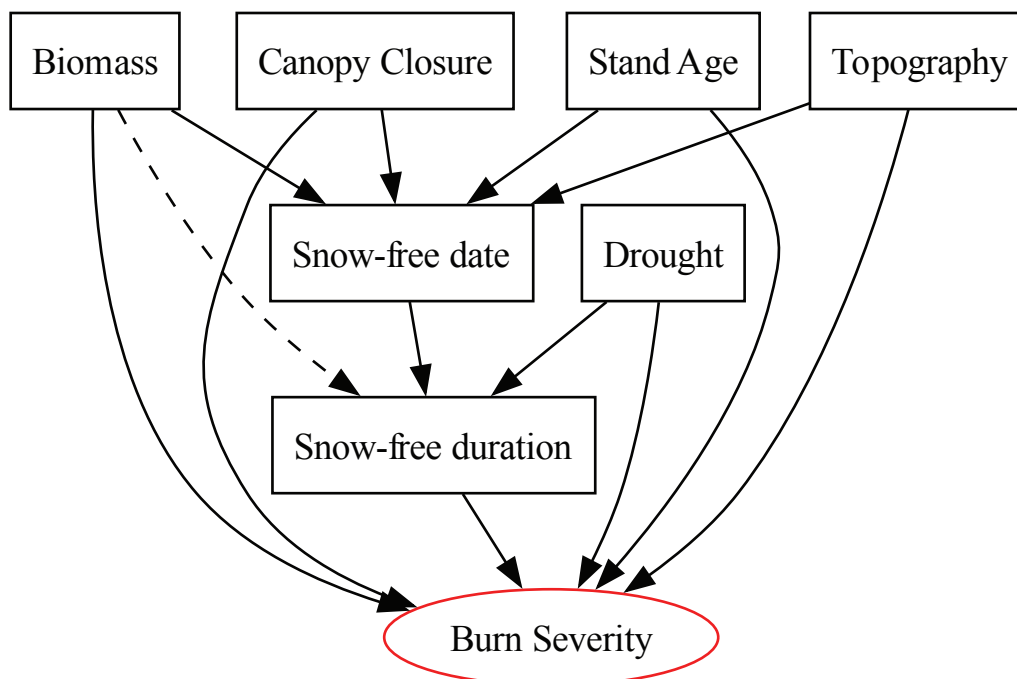 Biomass
Canopy Closure
Stand Age
Topography
Snow-free date
Drought
Snow-free duration
Burn Severity